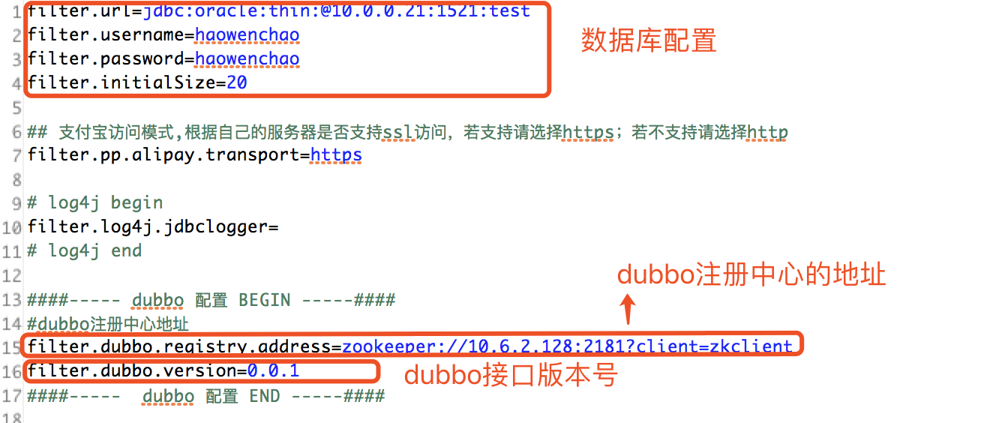 1 filter.url=jdbc:oracle:thin:@10.0.0.21:1521:test
2 filter.username=haowenchao
数据库配置
3 filter.password=haowenchao
4 filter.initialSize=20
5
6 ## 支付宝访问模式,根据自己的服务器是否支持ssl访问，若支持请选择https；若不支持请选择http
7 filter.pp.alipay.transport=https
8
9 # log4j begin
10 filter.log4j.jdbclogger=
11 # log4j end
12
dubbo注册中心的地址
13 ####----- dubbo 配置 BEGIN -----####
14 #dubbo注册中心地址
15 filter.dubbo.registry.address=zookeeper://10.6.2.128:2181?client=zkclient
16 filter.dubbo.version=0.0.1
dubbo接口版本号
17 ####----- dubbo 配置 END -----####
18